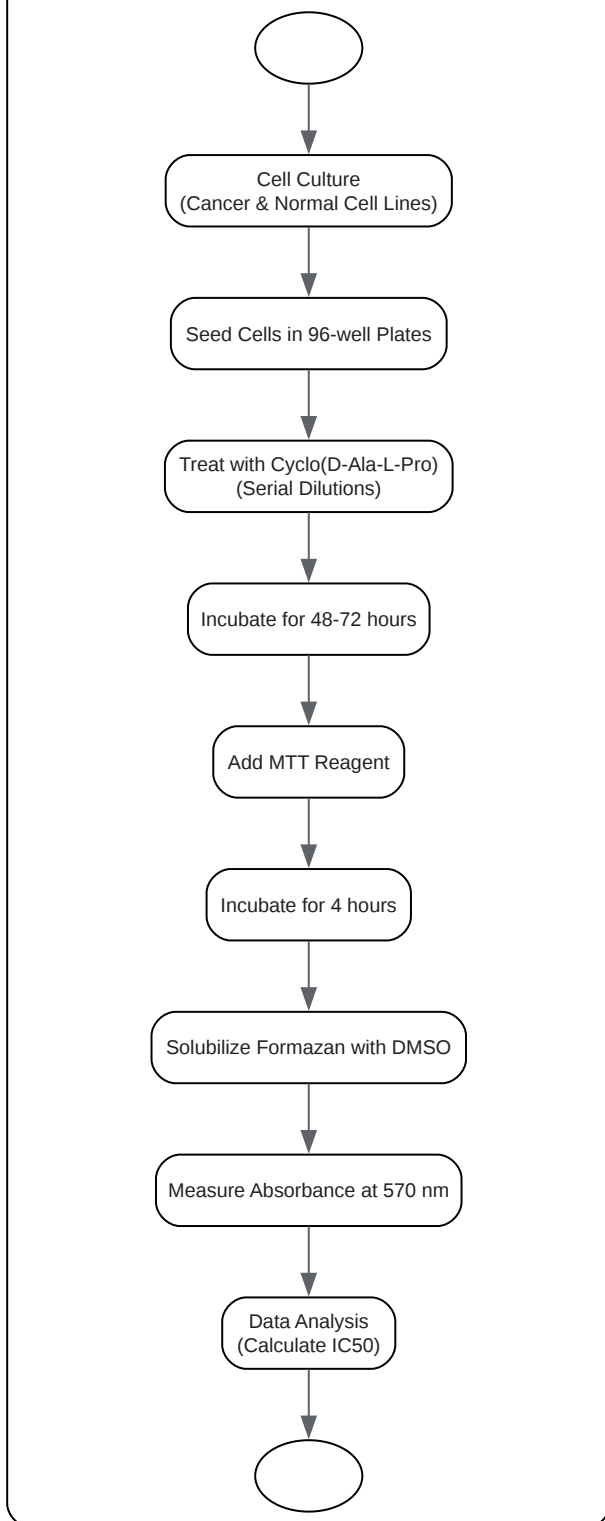 Cell Culture
(Cancer & Normal Cell Lines)
Seed Cells in 96-well Plates
Treat with Cyclo(D-Ala-L-Pro)
(Serial Dilutions)
Incubate for 48-72 hours
Add MTT Reagent
Incubate for 4 hours
Solubilize Formazan with DMSO
Measure Absorbance at 570 nm
Data Analysis
(Calculate IC50)